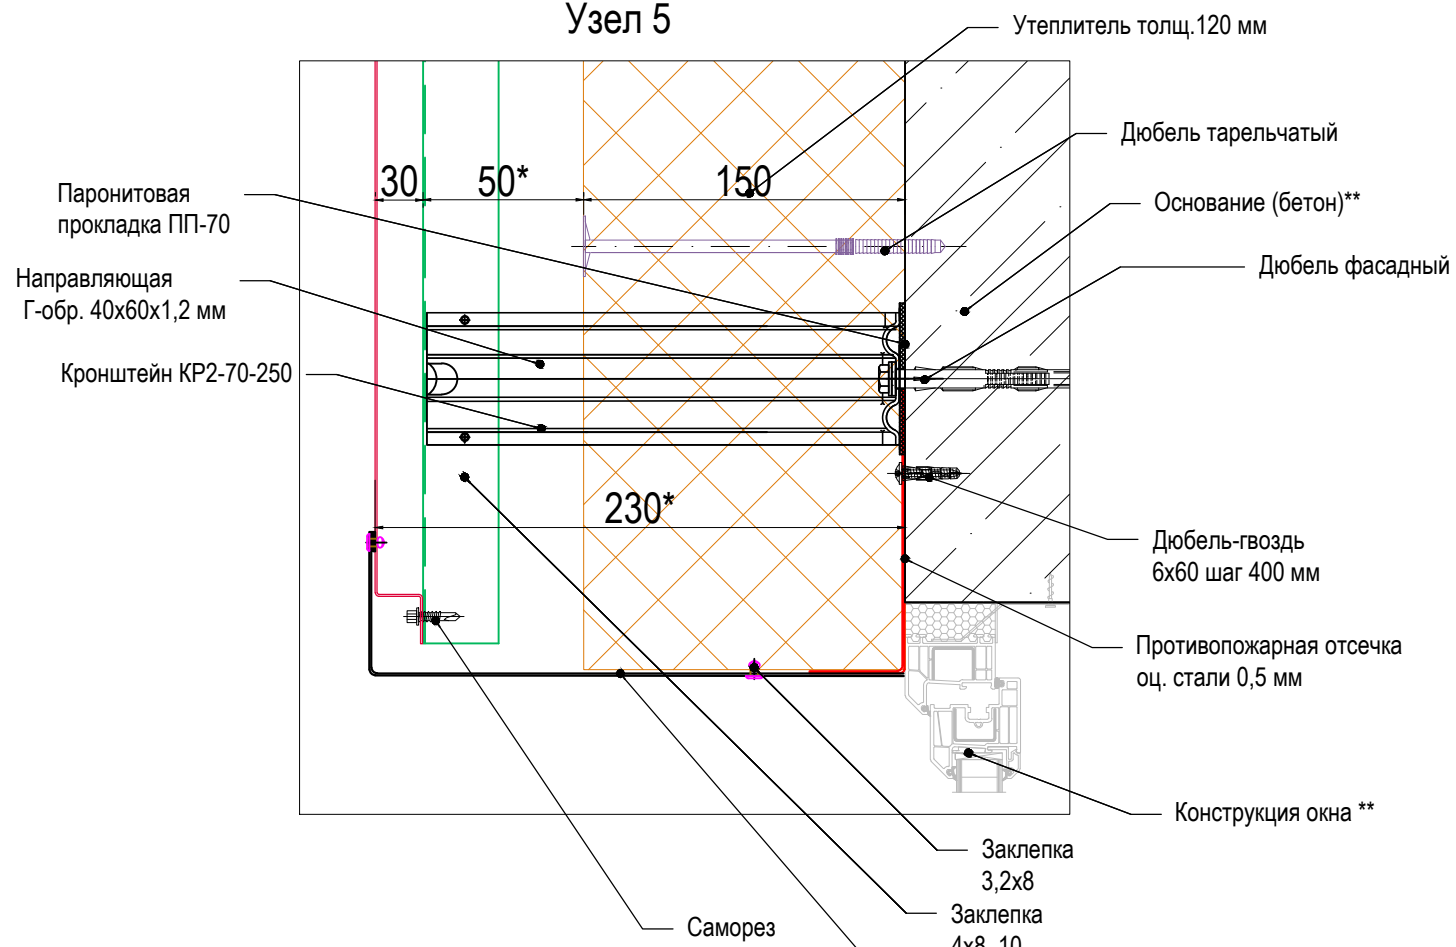 Узел 5
Утеплитель толщ.120 мм
Дюбель тарельчатый
30
50*
150
Паронитовая
прокладка ПП-70
Основание (бетон)**
Дюбель фасадный
Направляющая
Г-обр. 40х60х1,2 мм
Кронштейн КР2-70-250
230*
Дюбель-гвоздь
6х60 шаг 400 мм
Противопожарная отсечка
оц. стали 0,5 мм
Конструкция окна **
Заклепка
3,2х8
Заклепка
4х8..10
Саморез